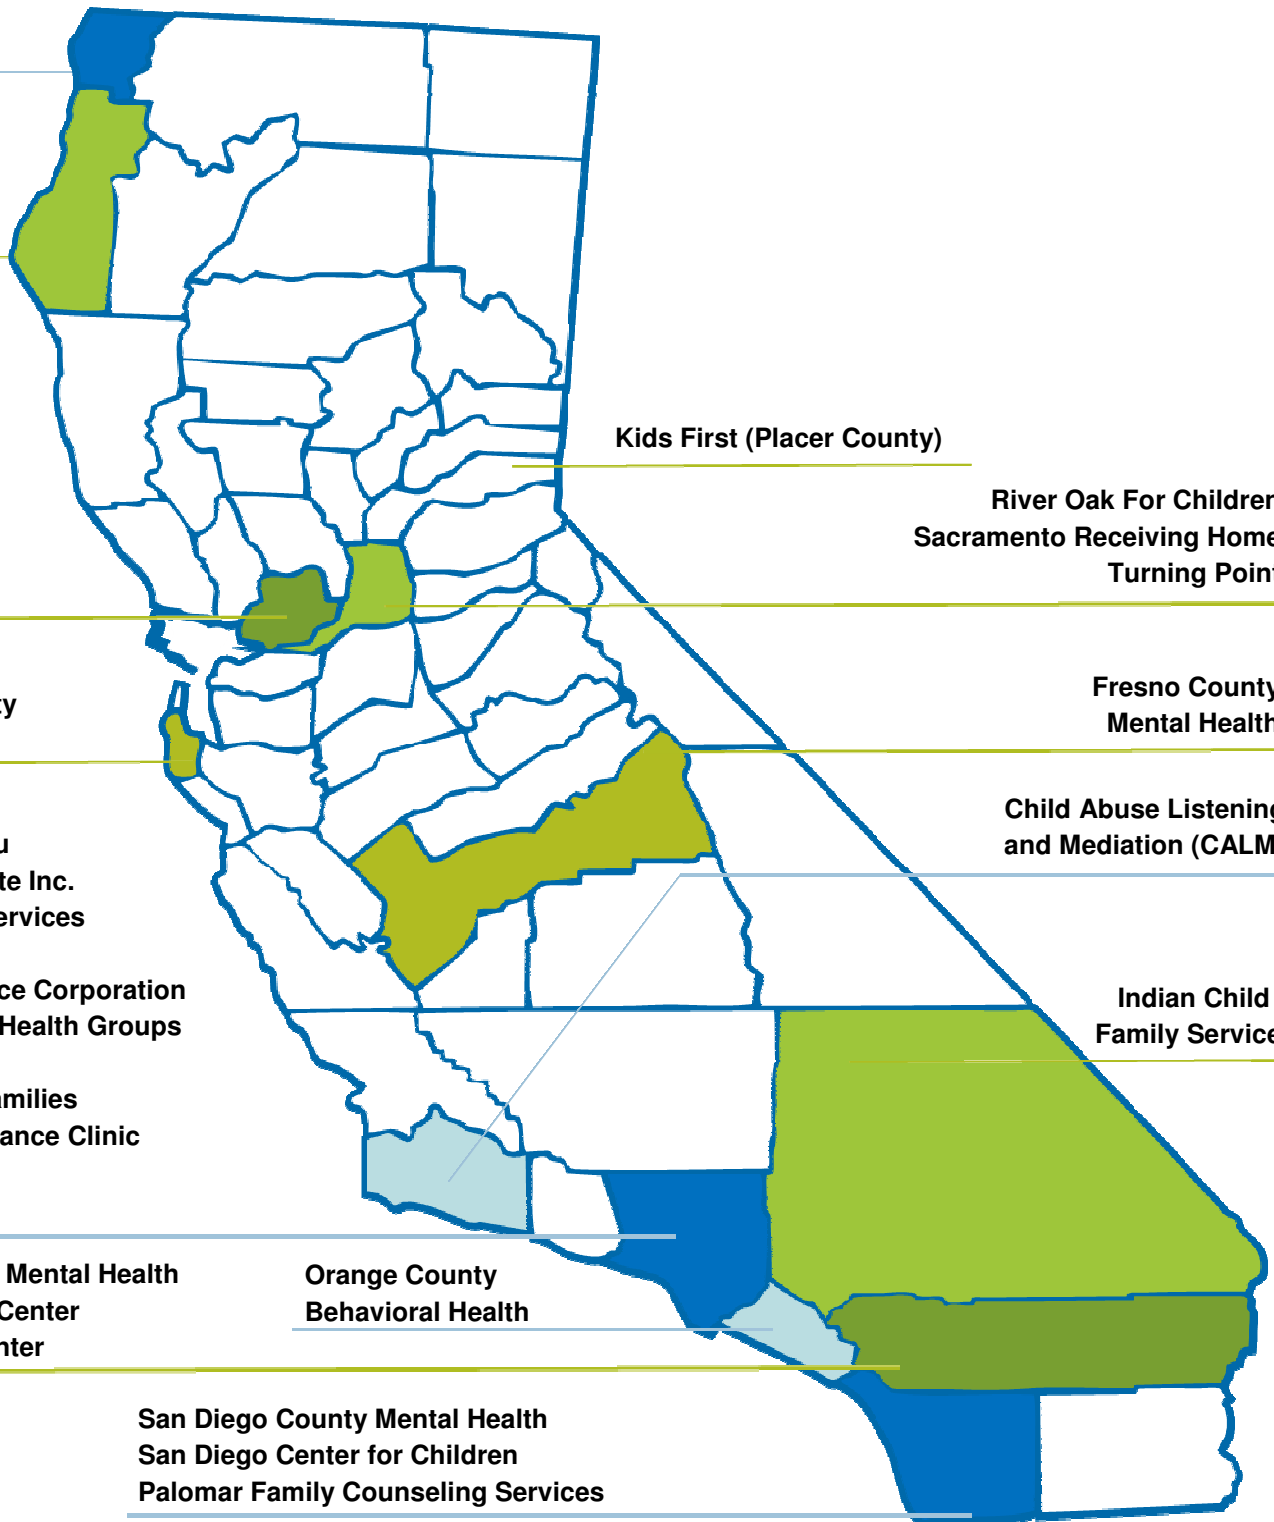 Kids First (Placer County)
River Oak For Children
Sacramento Receiving Home
Turning Point
ty
Fresno County
Mental Health
Child Abuse Listening
and Mediation (CALM
u
te Inc.
ervices
ce Corporation
Health Groups
Indian Child
Family Service
amilies
ance Clinic
Mental Health
Center
nter
Orange County
Behavioral Health
San Diego County Mental Health
San Diego Center for Children
Palomar Family Counseling Services